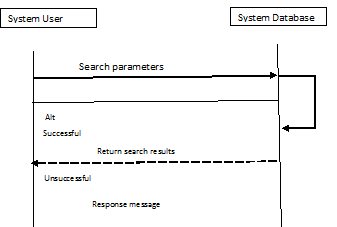 System User
System Database
Search parameters
Alt
Successful
Return search results
Unsuccessful
Response message